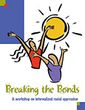 Breaking the Bonds
A workshop on internalized racial oppression